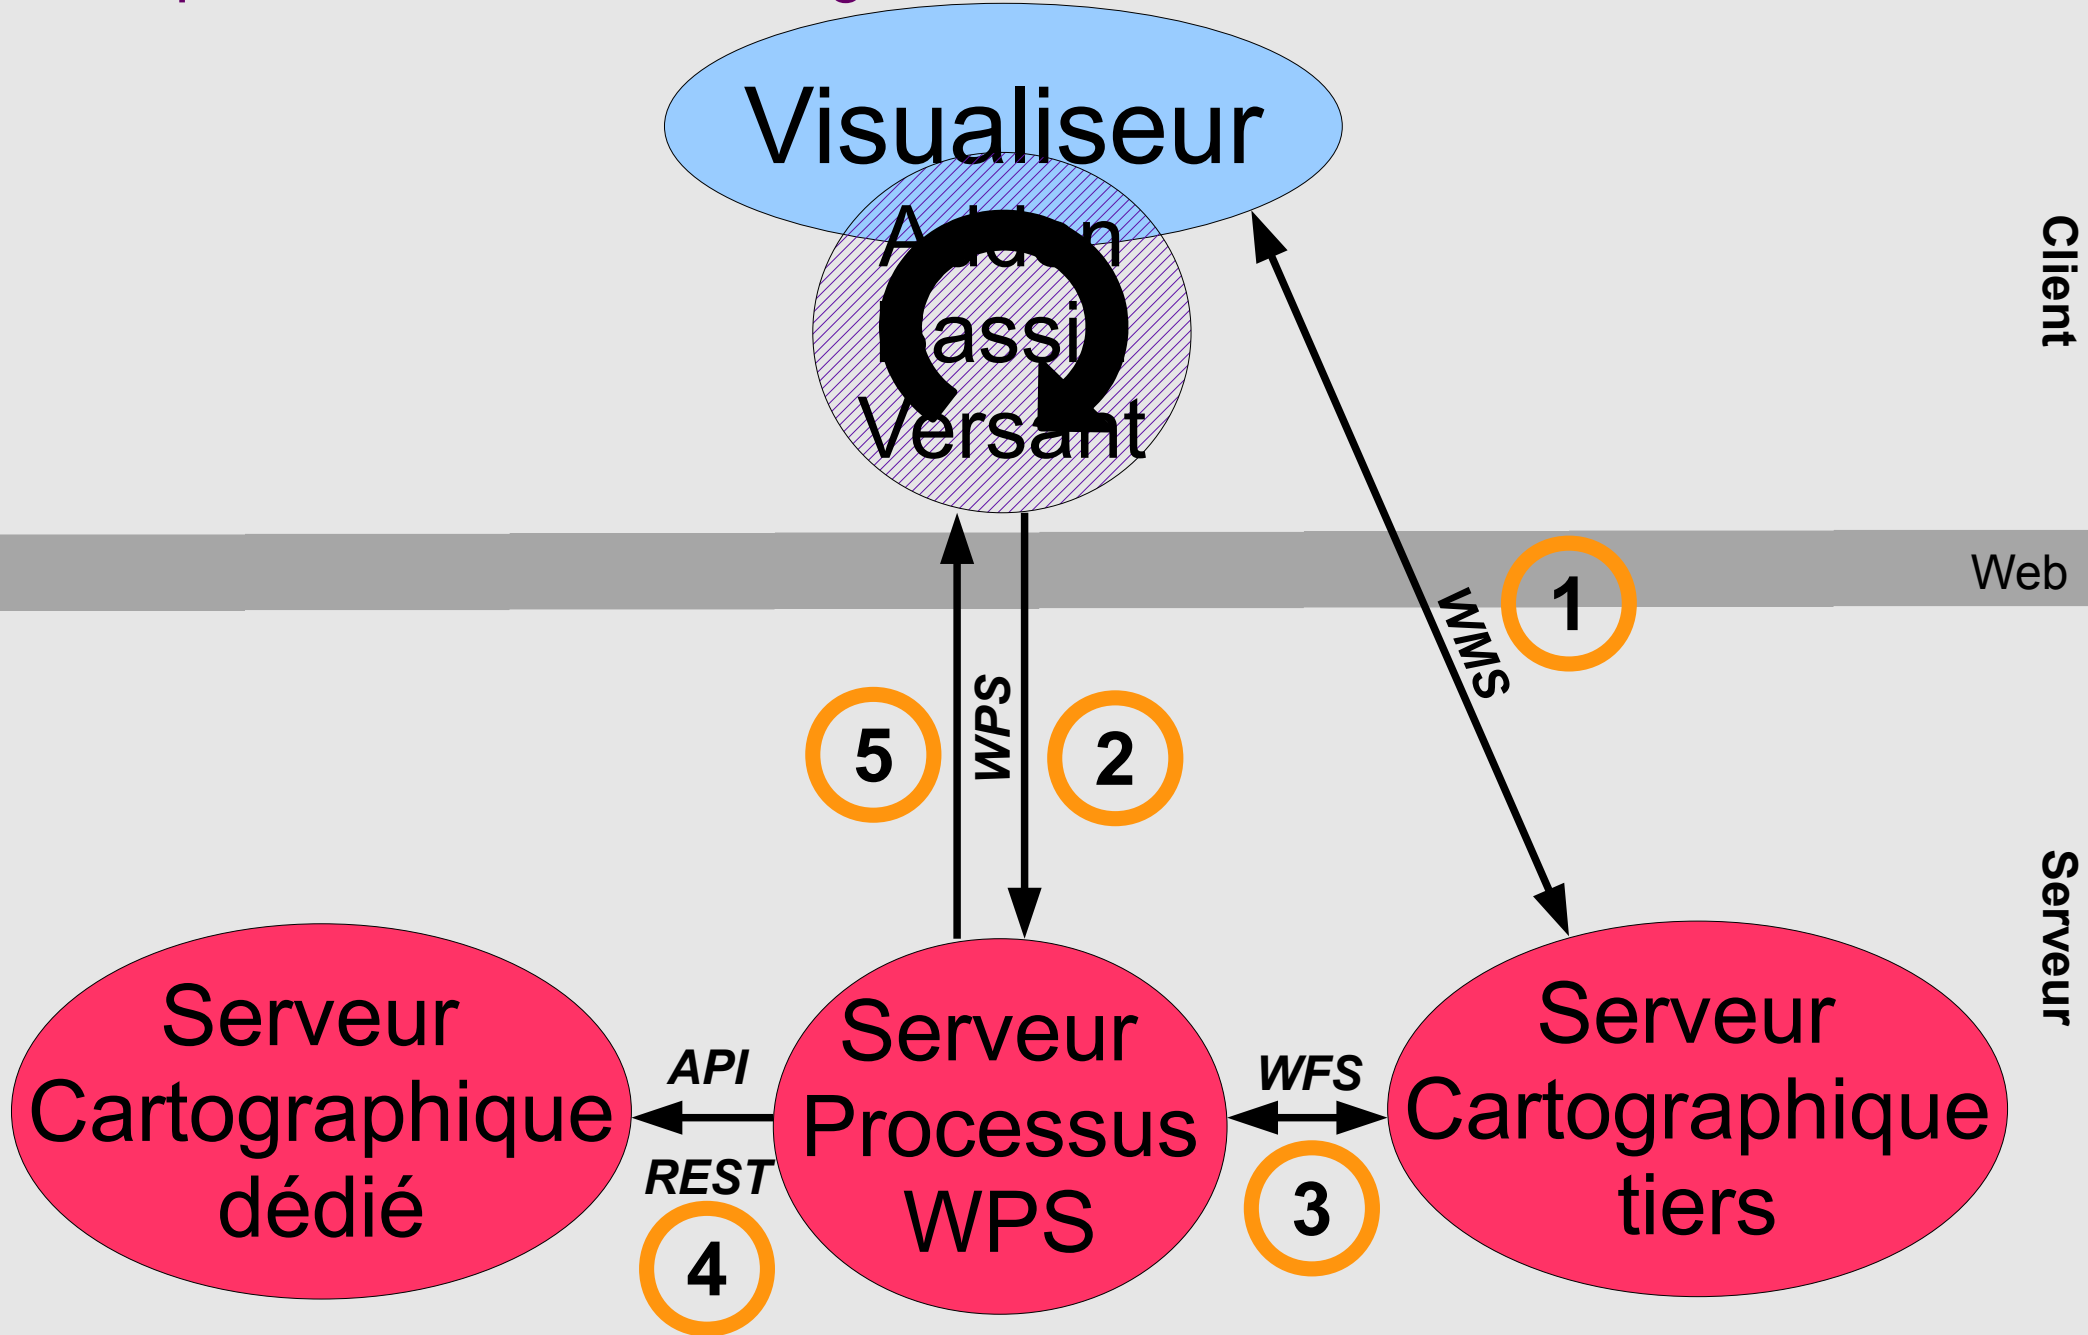 Visualiseur
Versant
Client
Web
1
WMS
5
WPS
2
Serveur
Serveur
Cartographique
dédié
API
REST
4
Serveur
Processus
WPS
WFS
3
Serveur
Cartographique
tiers